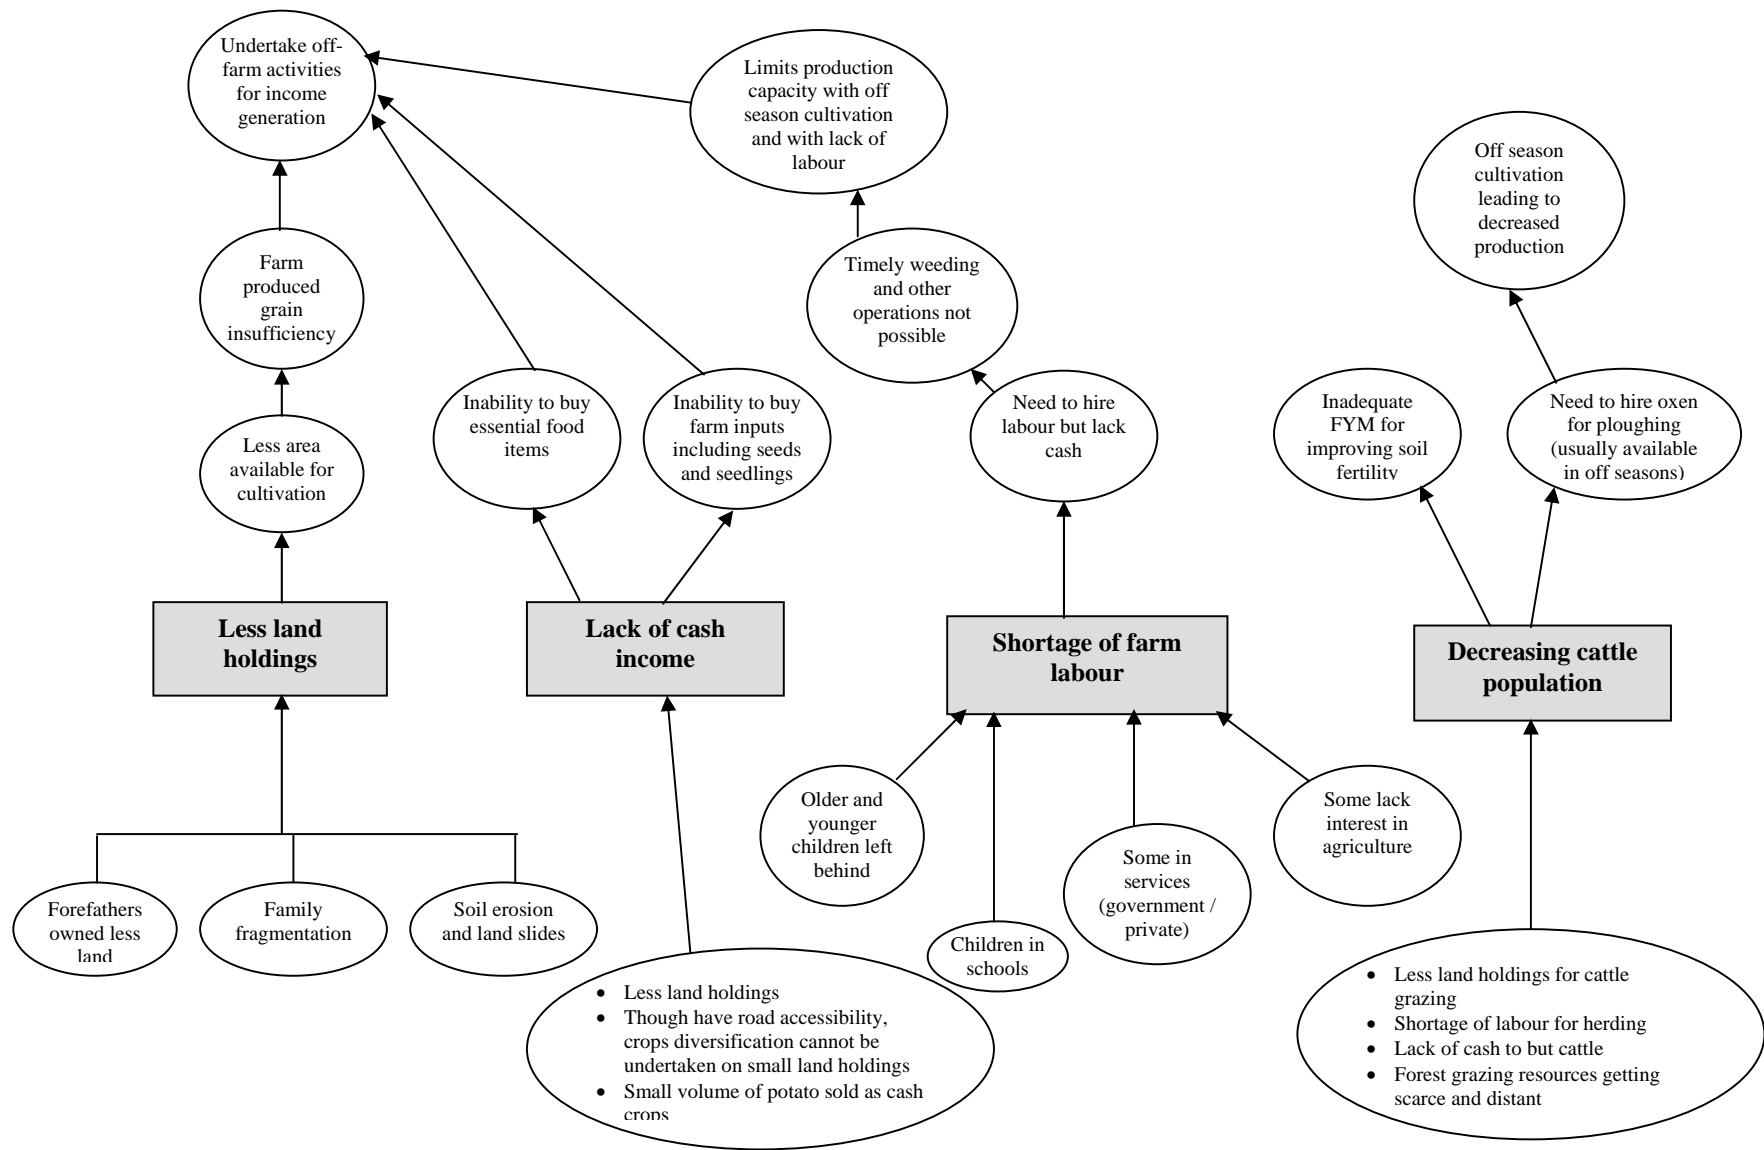 Undertake off-
farm activities
for income
generation
Limits production
capacity with off
season cultivation
and with lack of
labour
Off season
cultivation
leading to
decreased
production
Farm
produced
grain
insufficiency
Timely weeding
and other
operations not
possible
Less area
available for
cultivation
Inability to buy
essential food
items
Inability to buy
farm inputs
including seeds
and seedlings
Need to hire
labour but lack
cash
Inadequate
FYM for
improving soil
fertility
Need to hire oxen
for ploughing
(usually available
in off seasons)
Less land
holdings
Lack of cash
income
Shortage of farm
labour
Decreasing cattle
population
Older and
younger
children left
behind
Children in
schools
Some in
services
(government /
private)
Some lack
interest in
agriculture
Forefathers
owned less
land
Family
fragmentation
Soil erosion
and land slides
• Less land holdings
• Though have road accessibility,
crops diversification cannot be
undertaken on small land holdings
• Small volume of potato sold as cash
crops
• Less land holdings for cattle
grazing
• Shortage of labour for herding
• Lack of cash to but cattle
• Forest grazing resources getting
scarce and distant